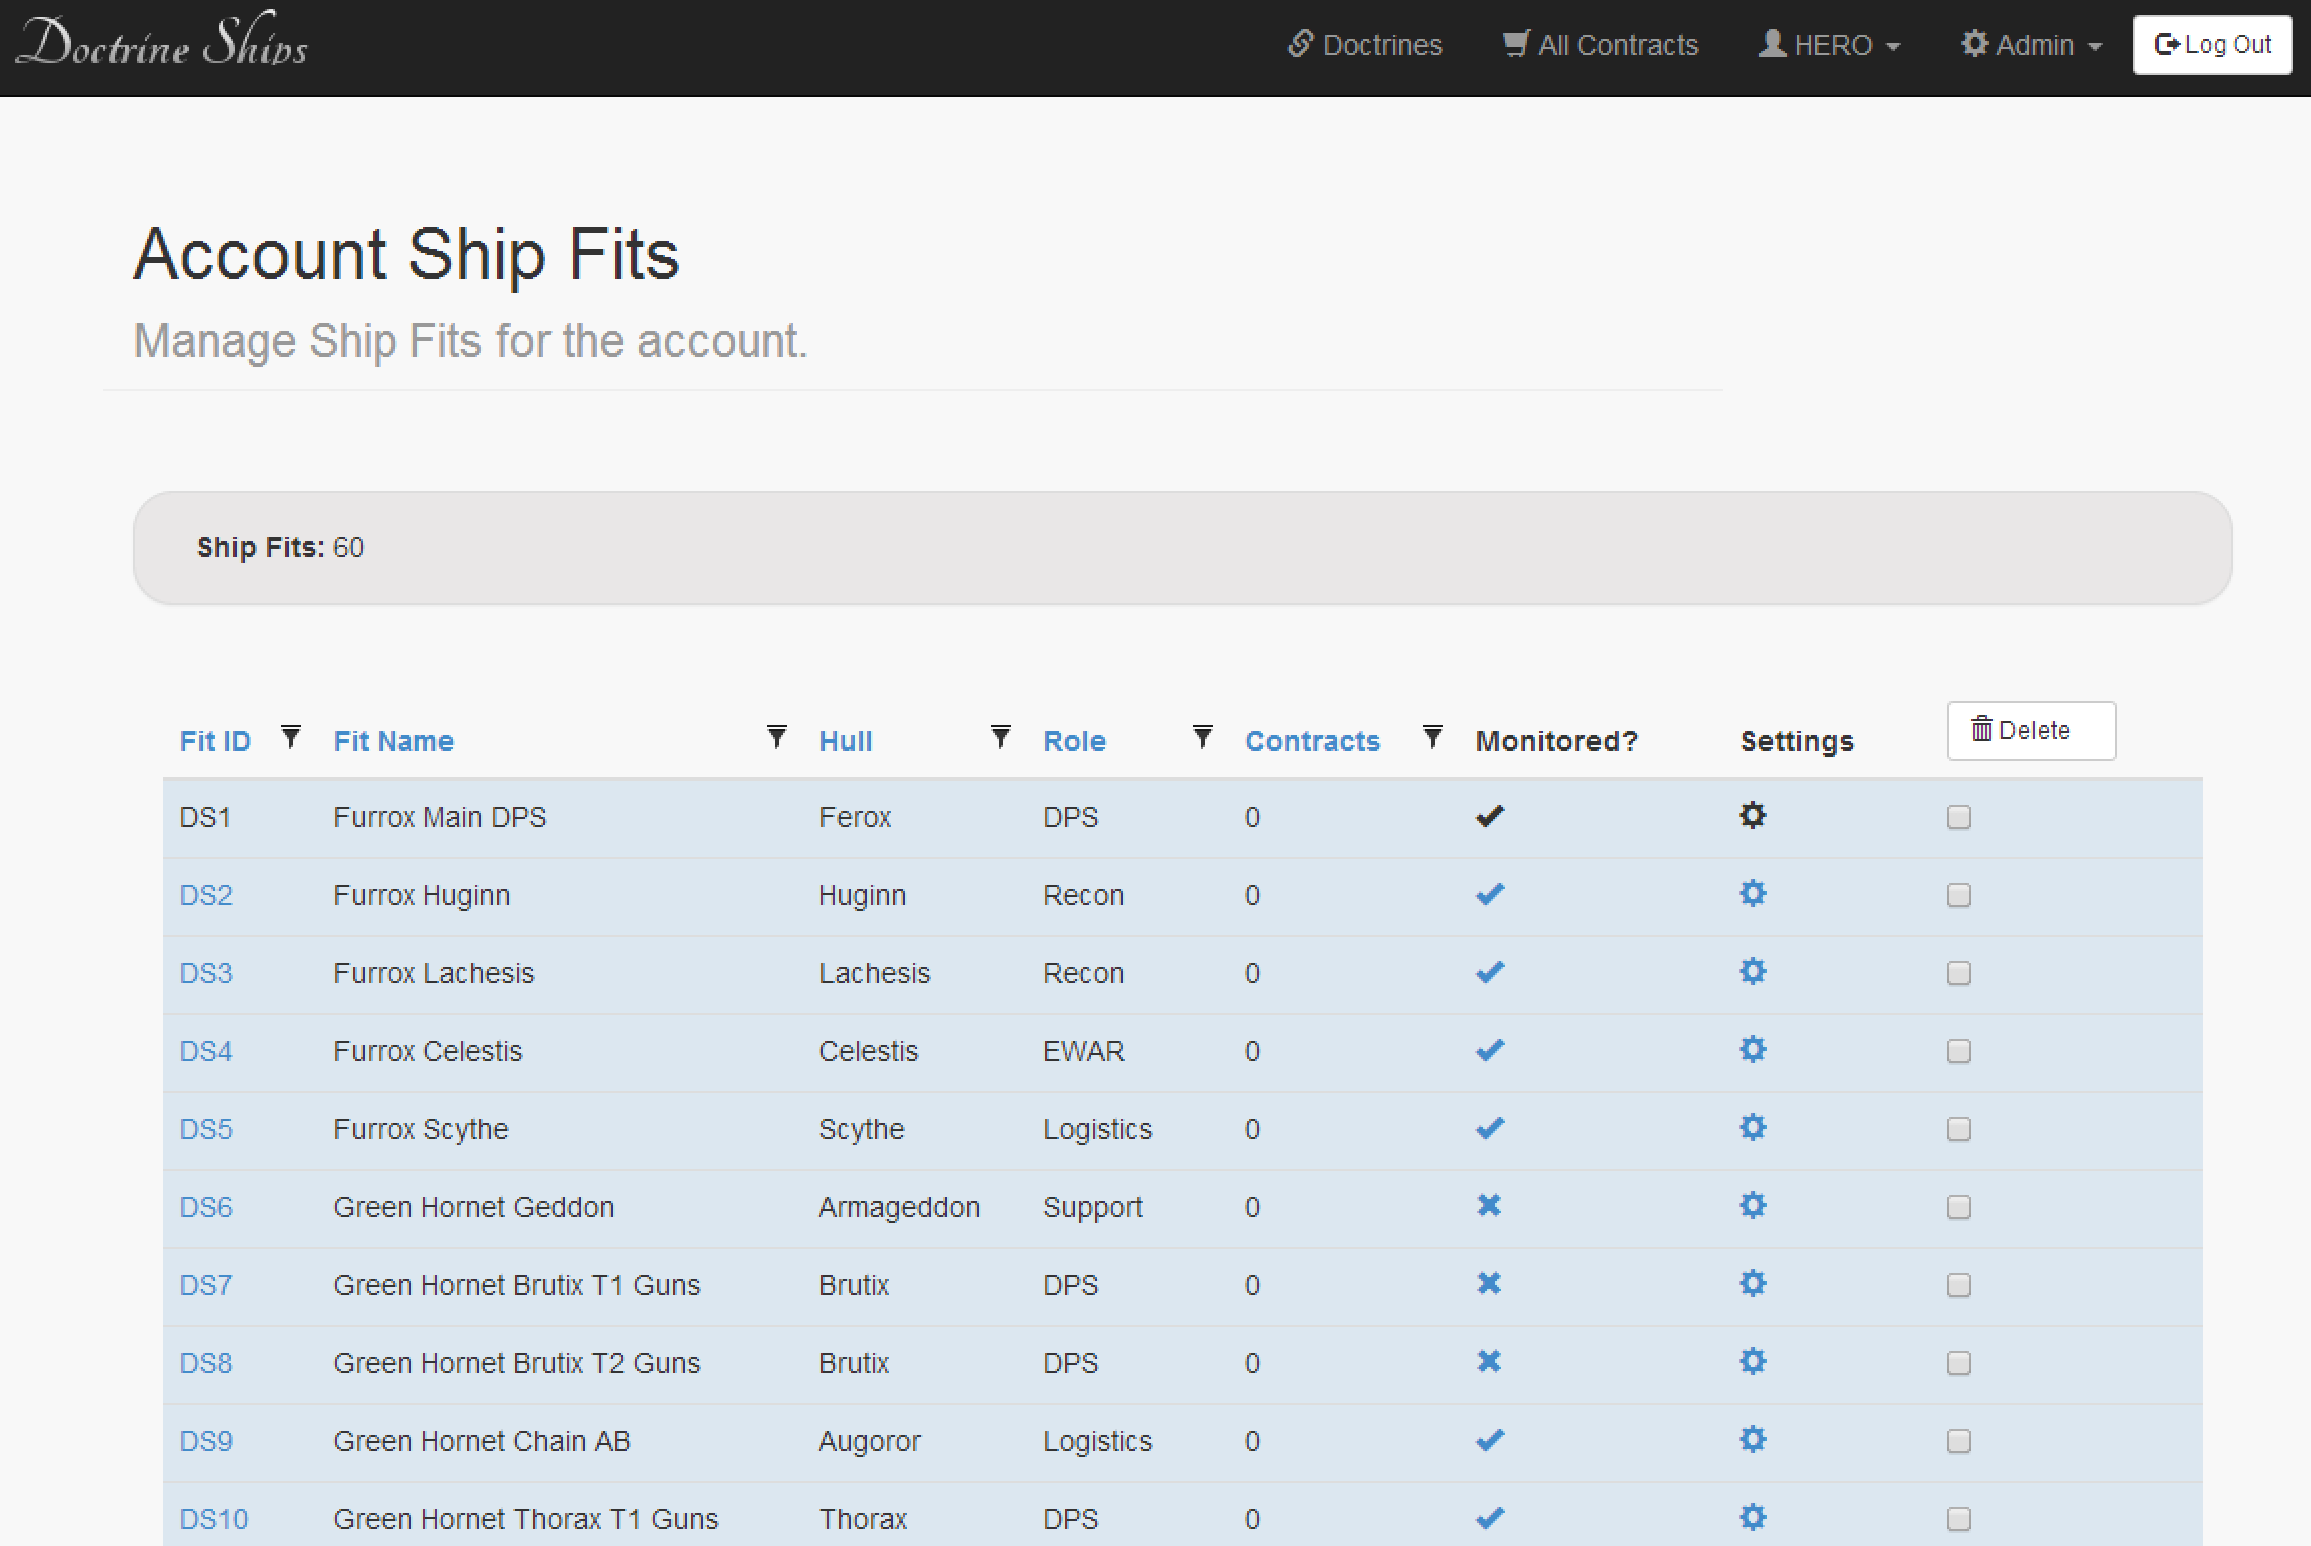 Doctrine Ships Doctrines All Contracts HERO Admin Log Out
Account Ship Fits
Manage Ship Fits for the account.
Ship Fits: 60
Fit ID Fit Name Hull Role Contracts Monitored? Settings Delete
DS1 Furrox Main DPS Ferox DPS 0
DS2 Furrox Huginn Huginn Recon 0
DS3 Furrox Lachesis Lachesis Recon 0
DS4 Furrox Celestis Celestis EWAR 0
DS5 Furrox Scythe Scythe Logistics 0
DS6 Green Hornet Geddon Armageddon Support 0
DS7 Green Hornet Brutix T1 Guns Brutix DPS 0
DS8 Green Hornet Brutix T2 Guns Brutix DPS 0
DS9 Green Hornet Chain AB Augoror Logistics 0
DS10 Green Hornet Thorax T1 Guns Thorax DPS 0